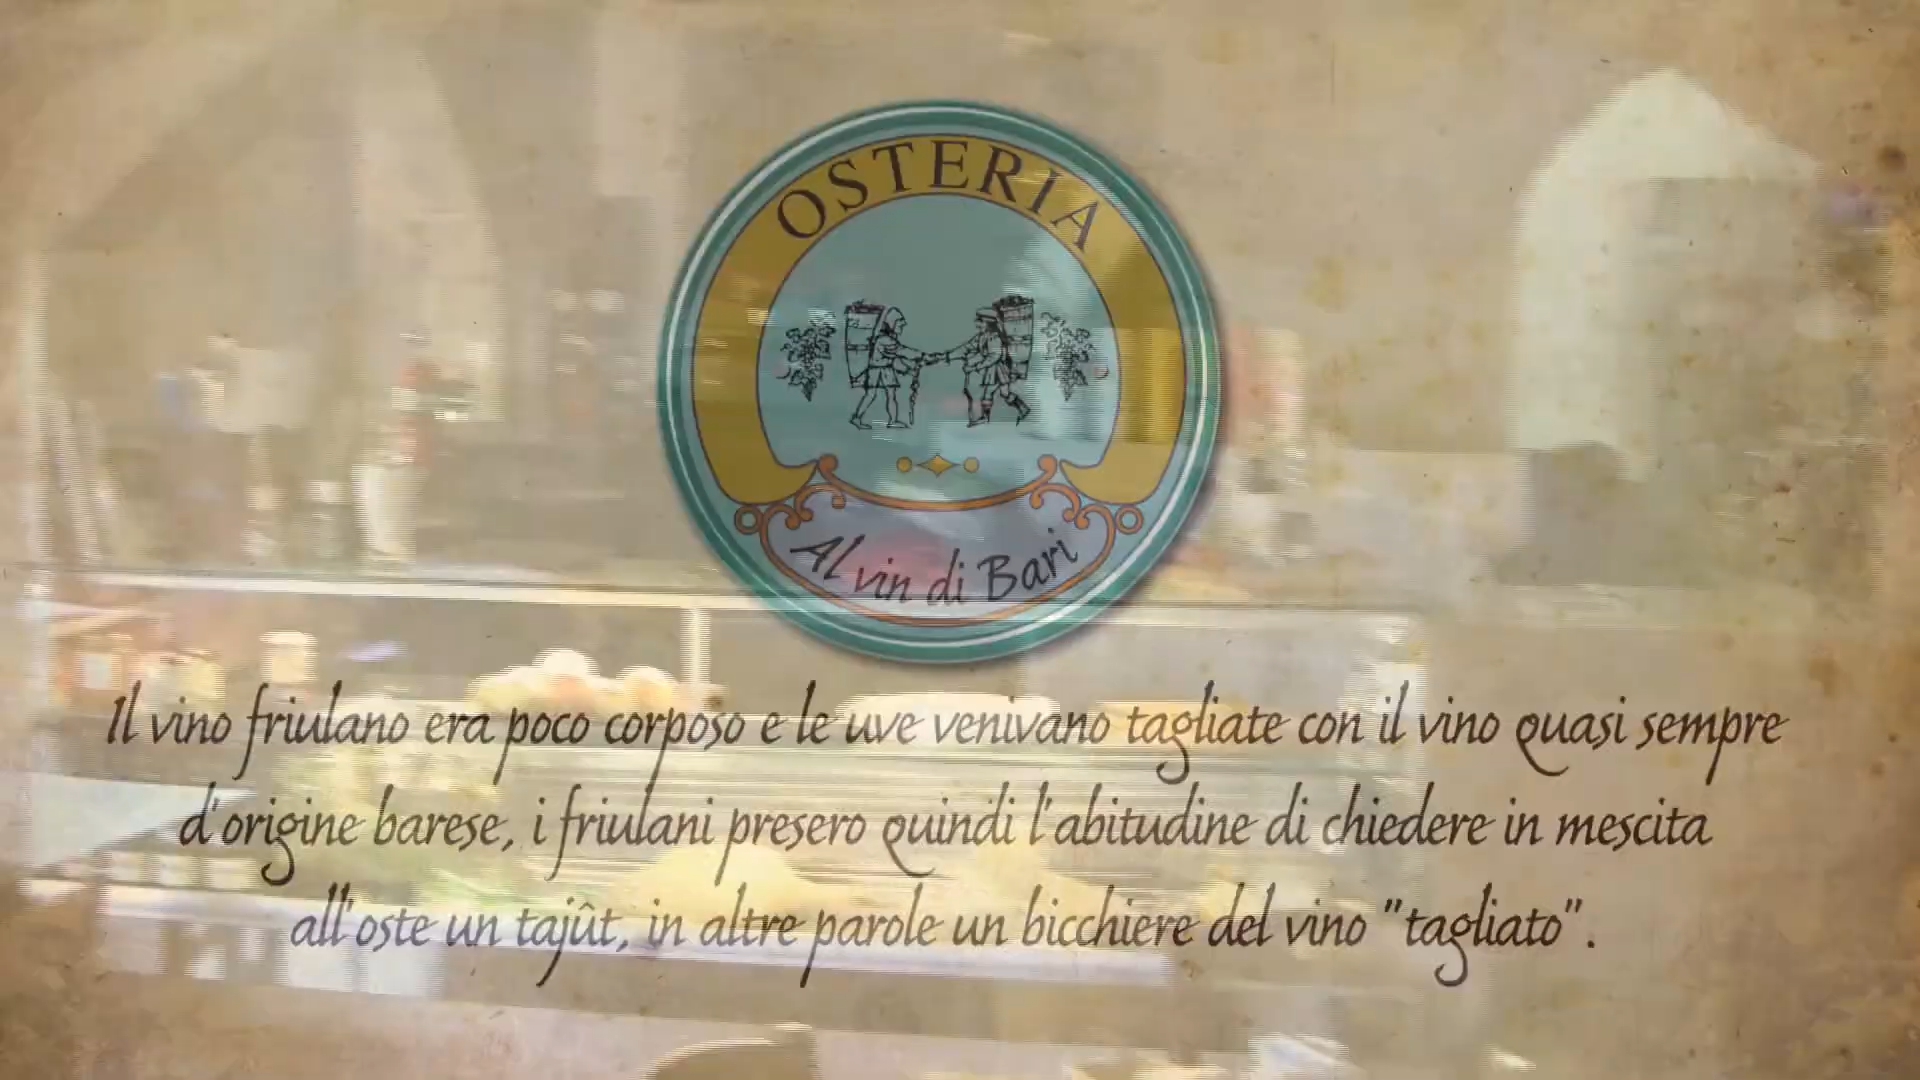 OSTERIA
Al vin di Bari
Il vino friulano era poco corposo e le uve venivano tagliate con il vino quasi sempre
d'origine barese, i friulani presero quindi l'abitudine di chiedere in mescita
all'oste un tajût, in altre parole un bicchiere del vino "tagliato".